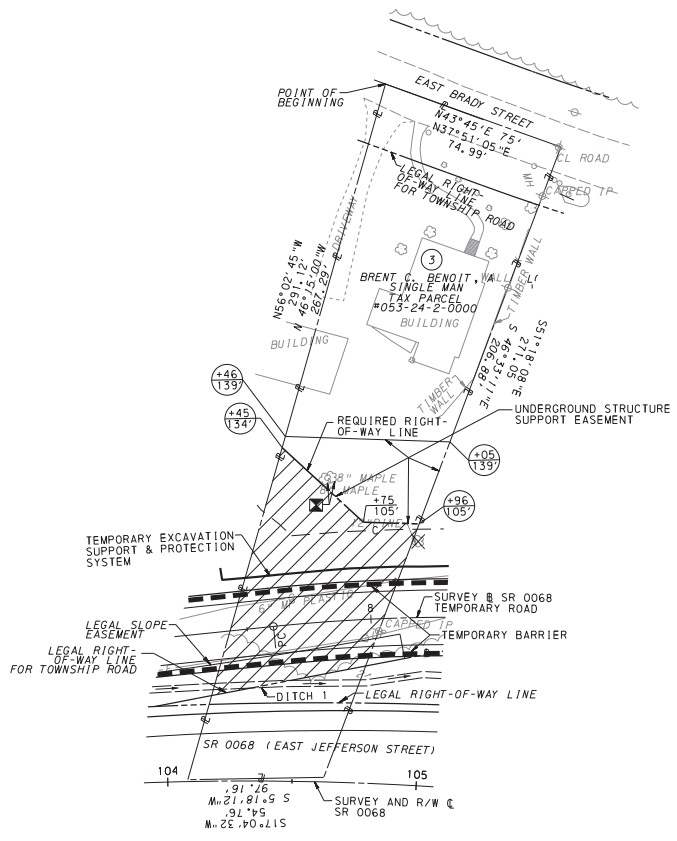 EAST BRADY STREET
POINT OF
BEGINNING
N43°45'E 75'
N37°51'05"E
74.99'
CL ROAD
MH
CAPPED IP
LEGAL RIGHT-
OF-WAY LINE
FOR TOWNSHIP ROAD
DRIVEWAY
N56°02'45"W
291.12'
N 46°15'00"W
267.29'
3
BRENT C. BENOIT, A
SINGLE MAN
TAX PARCEL
#053-24-2-0000
BUILDING
WALL
TIMBER WALL
S51°18'08"E
271.05'
S 46°33'11"E
206.88'
BUILDING
TIMBER
WALL
+46
139'
+45
134'
REQUIRED RIGHT-
OF-WAY LINE
UNDERGROUND STRUCTURE
SUPPORT EASEMENT
+05
139'
8" MAPLE
MAPLE
+75
105'
+96
105'
PINE
C
TEMPORARY EXCAVATION
SUPPORT & PROTECTION
SYSTEM
6" MP PLASTIC
8
SURVEY B SR 0068
TEMPORARY ROAD
LEGAL SLOPE
EASEMENT
PC
CAPPED IP
TEMPORARY BARRIER
LEGAL RIGHT-
OF-WAY LINE
FOR TOWNSHIP ROAD
DITCH 1
LEGAL RIGHT-OF-WAY LINE
SR 0068 (EAST JEFFERSON STREET)
104
105
97.16'
S 5°18'12"W
54.76'
S17°04'32"W
SURVEY AND R/W ℄
SR 0068